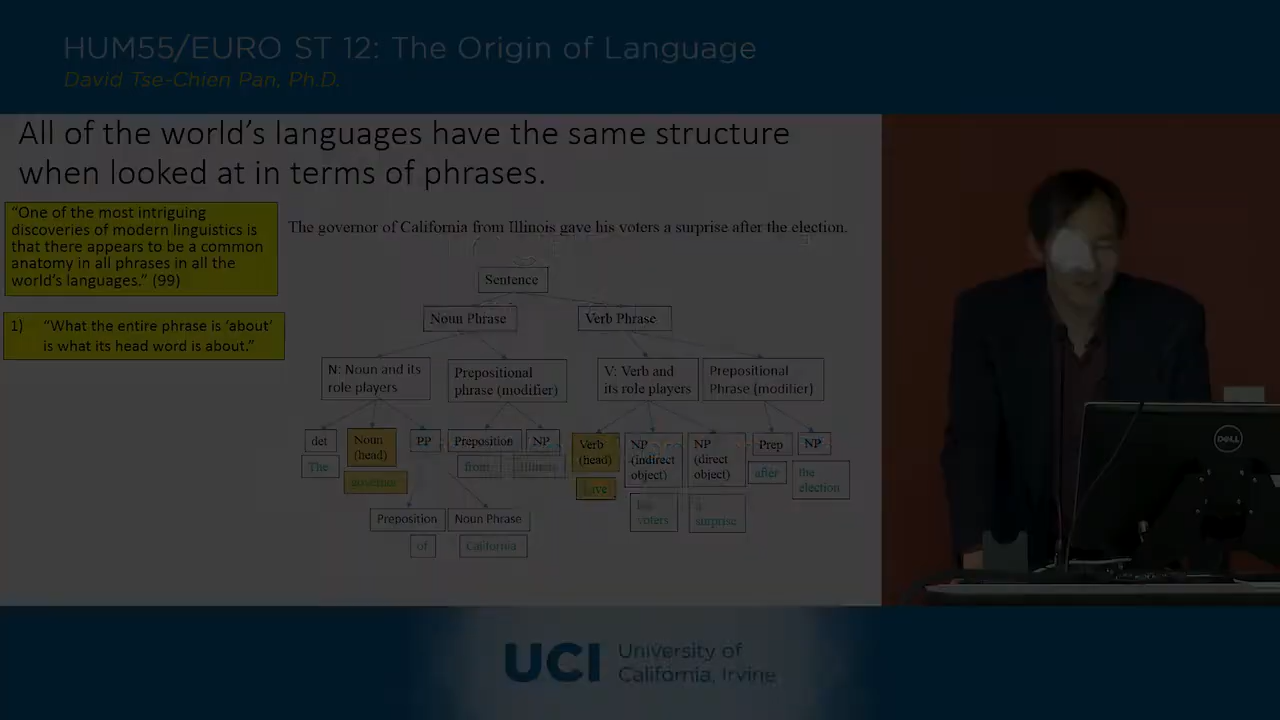 HUM55/EURO ST 12: The Origin of Language
David Tse-Chien Pan, Ph.D.
All of the world's languages have the same structure
when looked at in terms of phrases.
"One of the most intriguing
discoveries of modern linguistics is
that there appears to be a common
anatomy in all phrases in all the
world's languages." (99)
1) "What the entire phrase is 'about'
is what its head word is about."
The governor of California from Illinois gave his voters a surprise after the election.
Sentence
Noun Phrase
Verb Phrase
N: Noun and its
role players
Prepositional
phrase (modifier)
V: Verb and
its role players
Prepositional
Phrase (modifier)
det
The
Noun
(head)
governor
PP
Preposition
from
NP
Illinois
Verb
(head)
gave
NP
(indirect
object)
his
voters
NP
(direct
object)
a
surprise
Prep
after
NP
the
election
Preposition
of
Noun Phrase
California
DELL
UCI
University of
California, Irvine